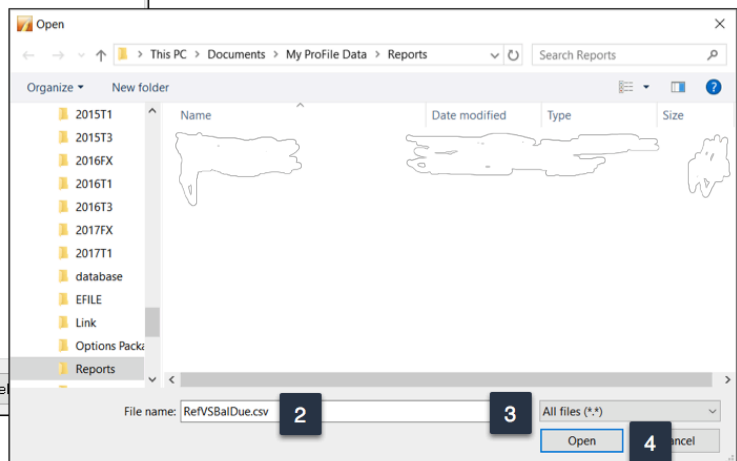 Open
This PC > Documents > My ProFile Data > Reports
Search Reports
Organize New folder
Name Date modified Type Size
2015T1
2015T3
2016FX
2016T1
2016T3
2017FX
2017T1
database
EFILE
Link
Options Packa
Reports
File name: RefVSBalDue.csv 2 3 All files (*.*)
Open 4 ncel